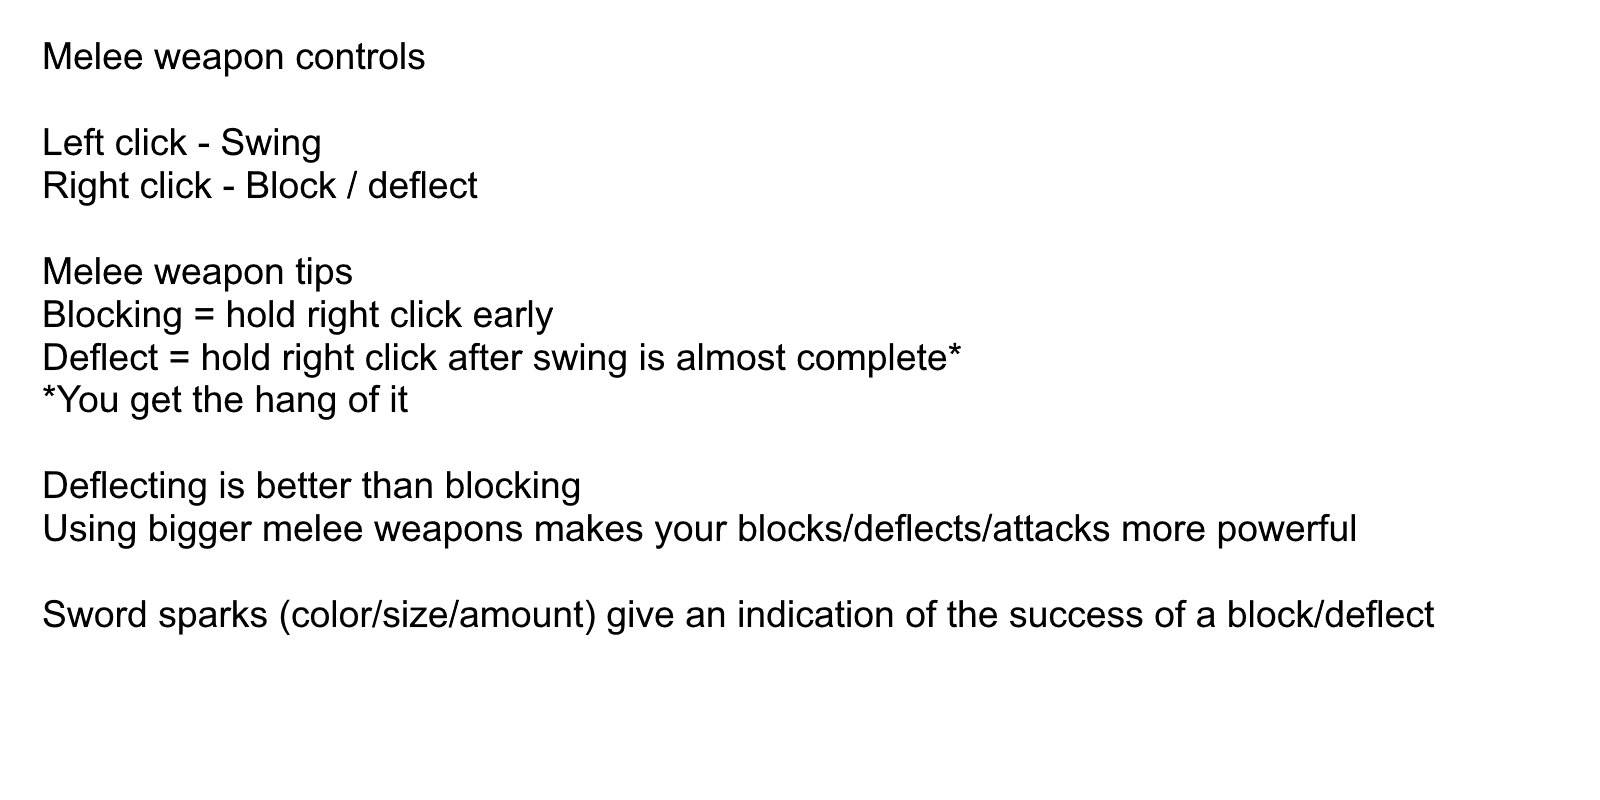 Melee weapon controls
Left click - Swing
Right click - Block / deflect
Melee weapon tips
Blocking = hold right click early
Deflect = hold right click after swing is almost complete*
*You get the hang of it
Deflecting is better than blocking
Using bigger melee weapons makes your blocks/deflects/attacks more powerful
Sword sparks (color/size/amount) give an indication of the success of a block/deflect